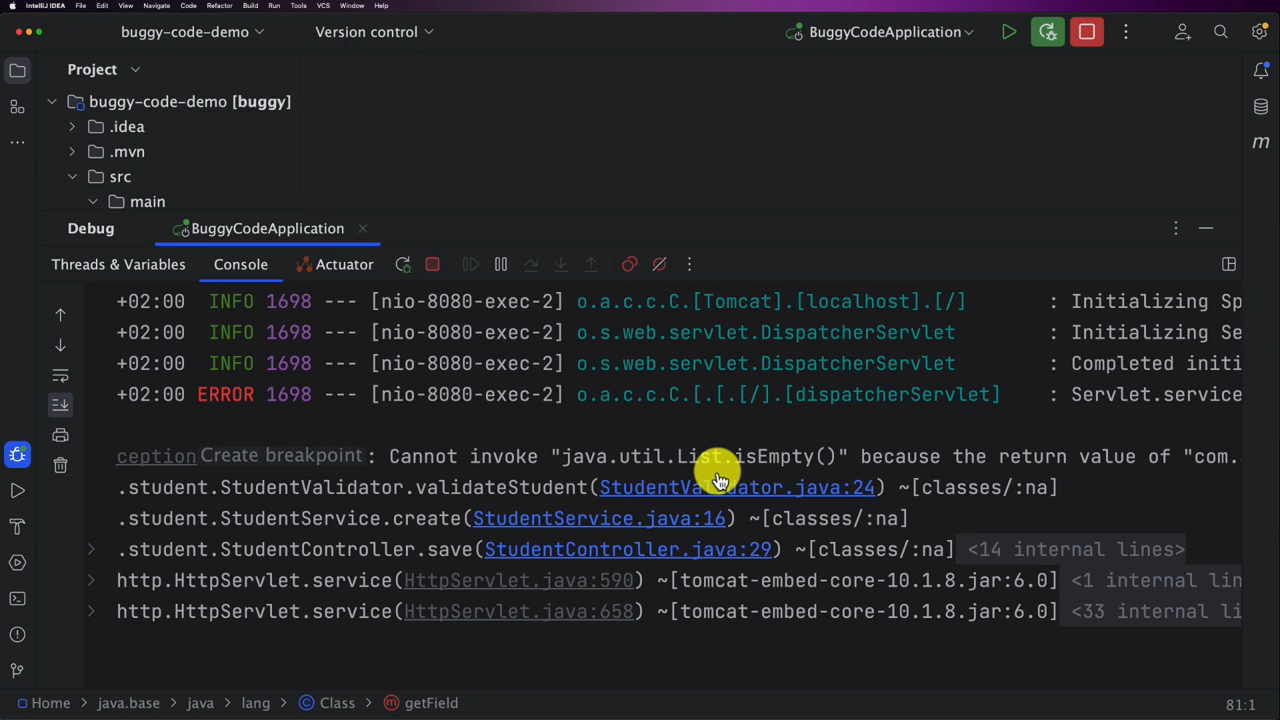 IntelliJ IDEA File Edit View Navigate Code Refactor Build Run Tools VCS Window Help
buggy-code-demo Version control BuggyCodeApplication
Project
buggy-code-demo [buggy]
.idea
.mvn
src
main
Debug BuggyCodeApplication
Threads & Variables Console Actuator
+02:00 INFO 1698 --- [nio-8080-exec-2] o.a.c.c.C.[Tomcat].[localhost].[/] : Initializing Sp
+02:00 INFO 1698 --- [nio-8080-exec-2] o.s.web.servlet.DispatcherServlet : Initializing Se
+02:00 INFO 1698 --- [nio-8080-exec-2] o.s.web.servlet.DispatcherServlet : Completed initi
+02:00 ERROR 1698 --- [nio-8080-exec-2] o.a.c.c.C.[.[.[/].[dispatcherServlet] : Servlet.service
ception Create breakpoint : Cannot invoke "java.util.List.isEmpty()" because the return value of "com.
.student.StudentValidator.validateStudent(StudentValidator.java:24) ~[classes/:na]
.student.StudentService.create(StudentService.java:16) ~[classes/:na]
.student.StudentController.save(StudentController.java:29) ~[classes/:na] <14 internal lines>
http.HttpServlet.service(HttpServlet.java:590) ~[tomcat-embed-core-10.1.8.jar:6.0] <1 internal lin
http.HttpServlet.service(HttpServlet.java:658) ~[tomcat-embed-core-10.1.8.jar:6.0] <33 internal li
Home > java.base > java > lang > Class > getField 81:1